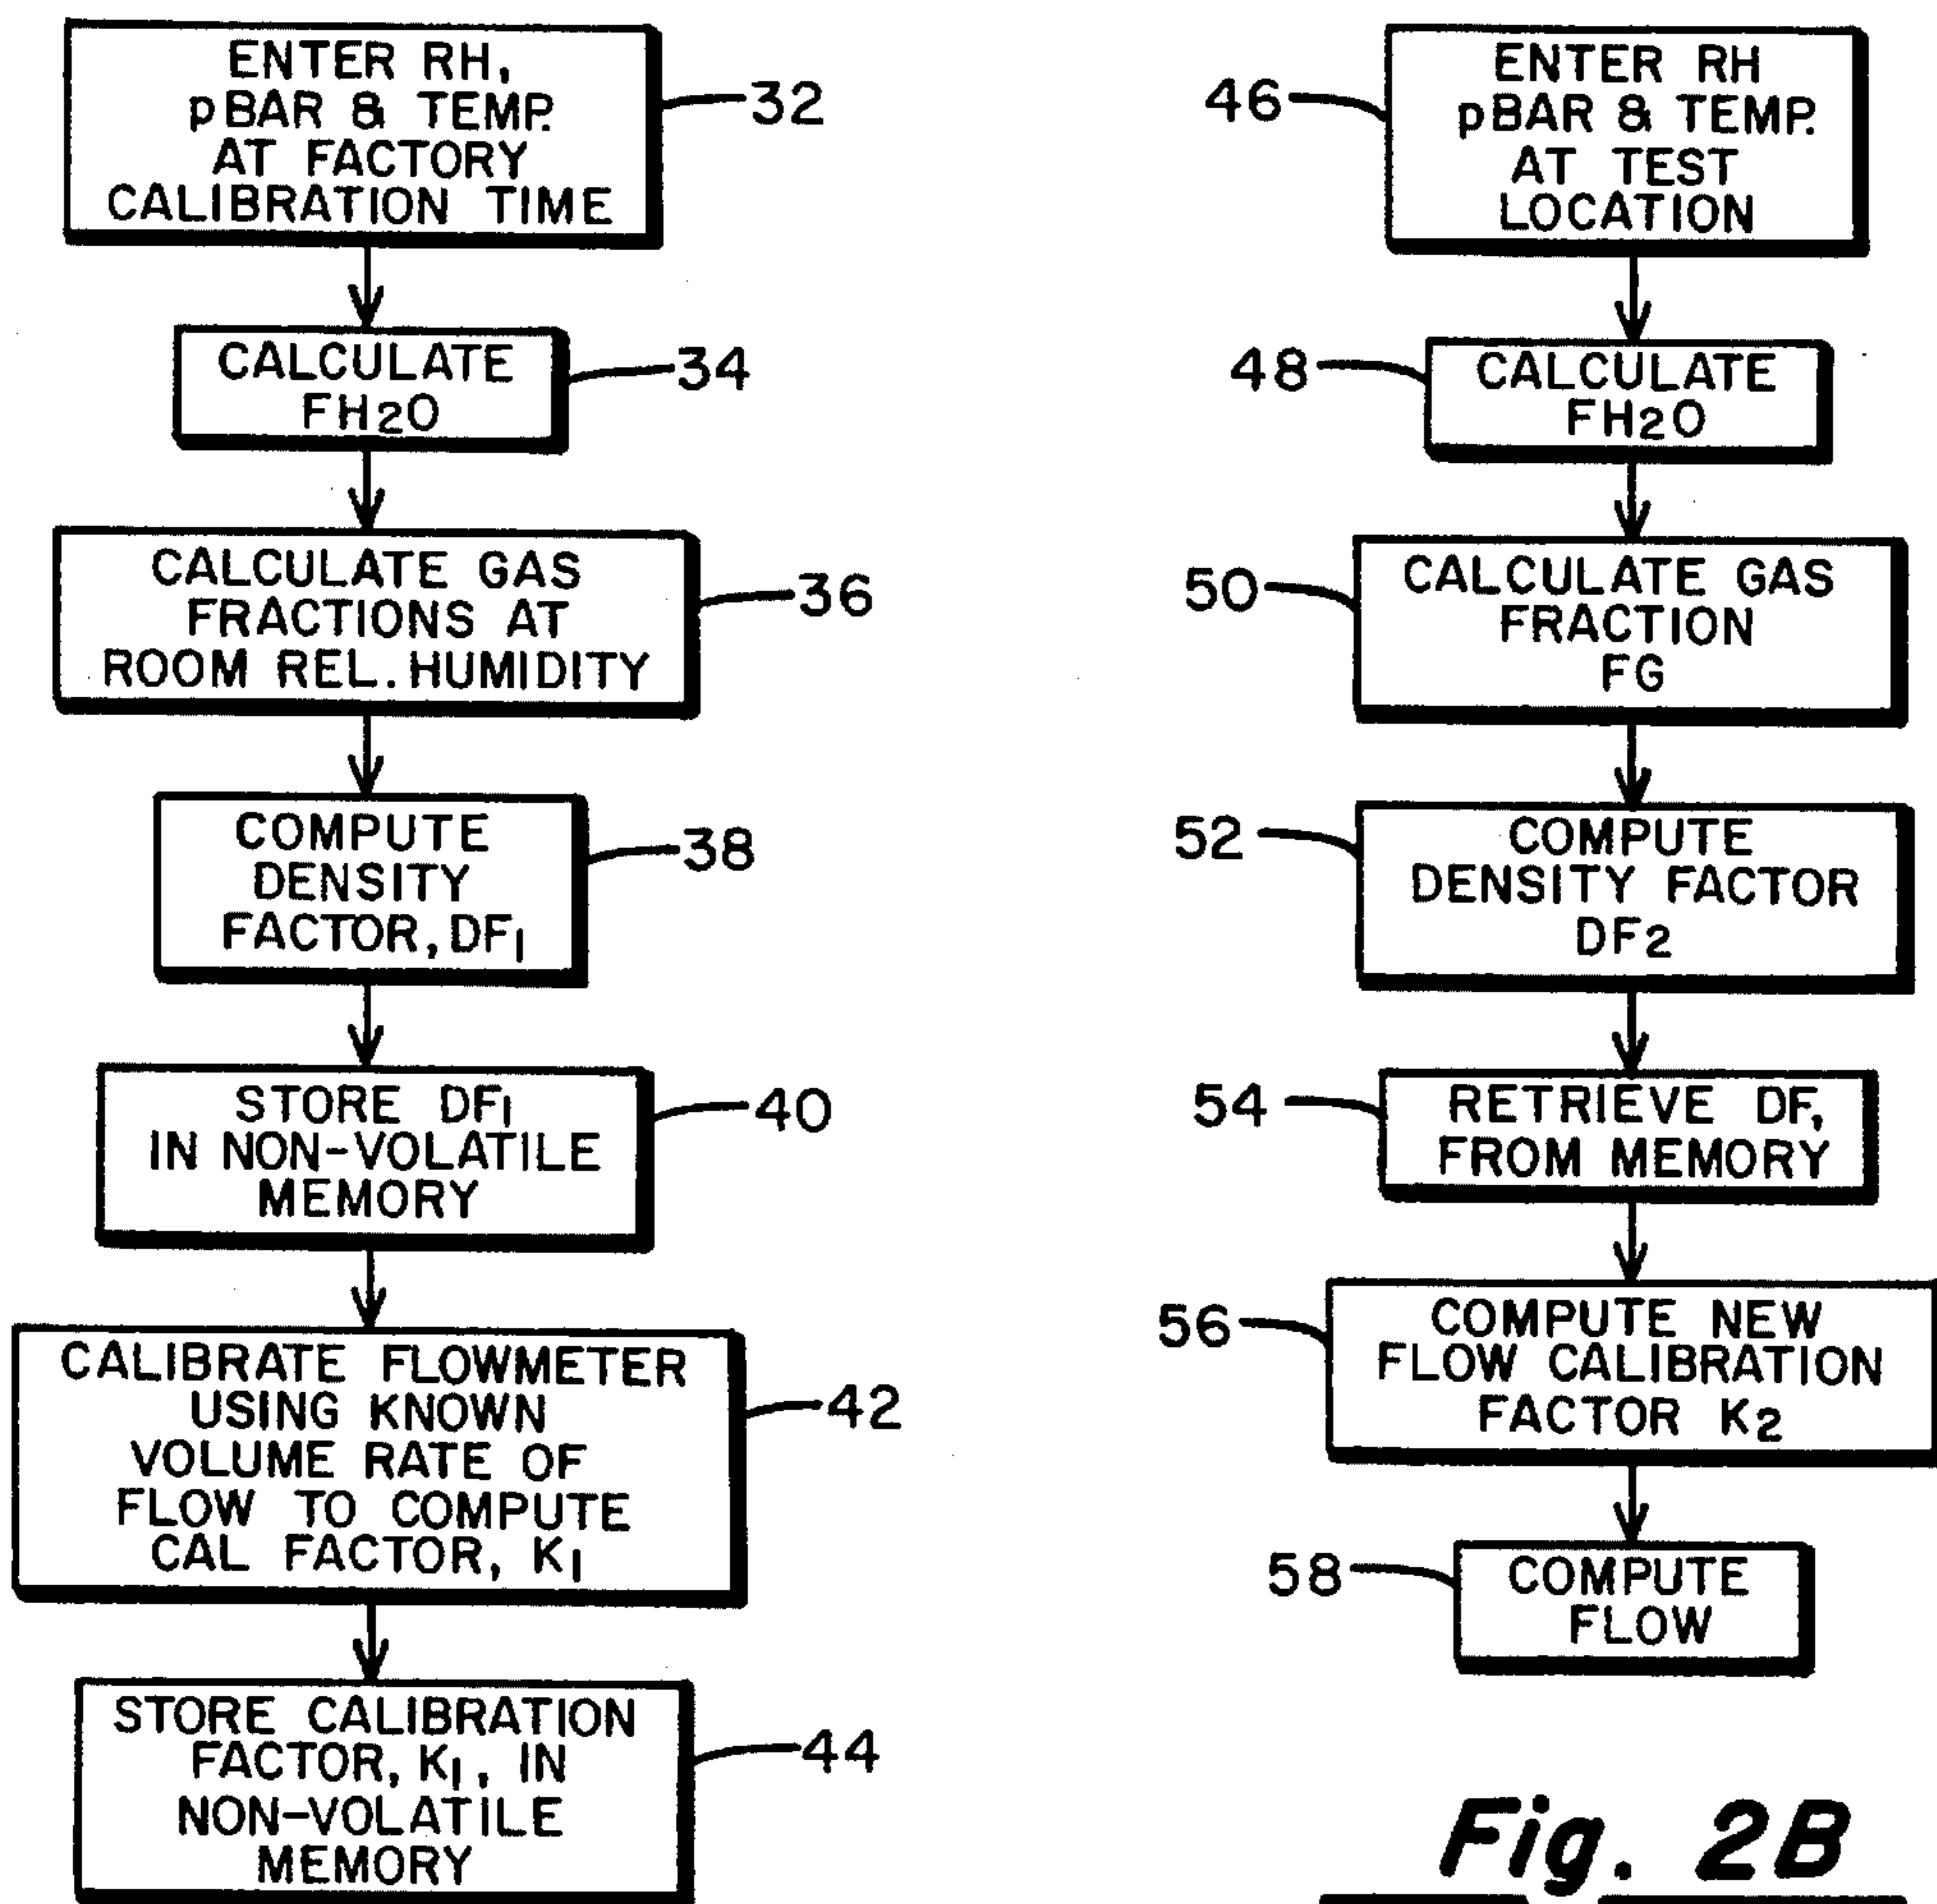 ENTER RH,
pBAR & TEMP.
AT FACTORY
CALIBRATION TIME
32
CALCULATE
FH2O
34
CALCULATE GAS
FRACTIONS AT
ROOM REL. HUMIDITY
36
COMPUTE
DENSITY
FACTOR, DF1
38
STORE DF1
IN NON-VOLATILE
MEMORY
40
CALIBRATE FLOWMETER
USING KNOWN
VOLUME RATE OF
FLOW TO COMPUTE
CAL FACTOR, K1
42
STORE CALIBRATION
FACTOR, K1, IN
NON-VOLATILE
MEMORY
44
46
ENTER RH
pBAR & TEMP.
AT TEST
LOCATION
48
CALCULATE
FH2O
50
CALCULATE GAS
FRACTION
FG
52
COMPUTE
DENSITY FACTOR
DF2
54
RETRIEVE DF,
FROM MEMORY
56
COMPUTE NEW
FLOW CALIBRATION
FACTOR K2
58
COMPUTE
FLOW
Fig. 2B